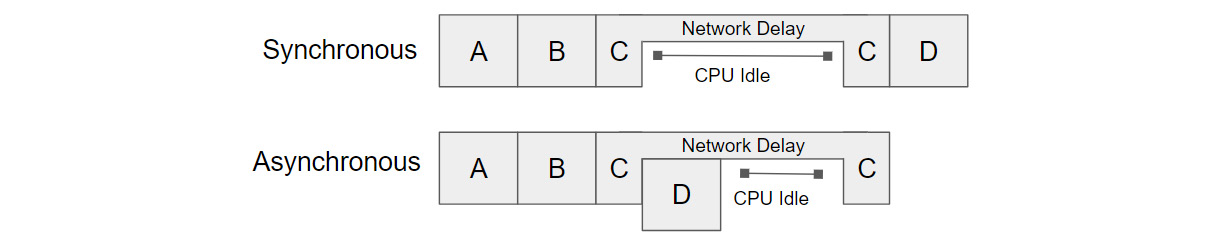 Synchronous A B C Network Delay C D
CPU Idle
Asynchronous A B C Network Delay C
D CPU Idle